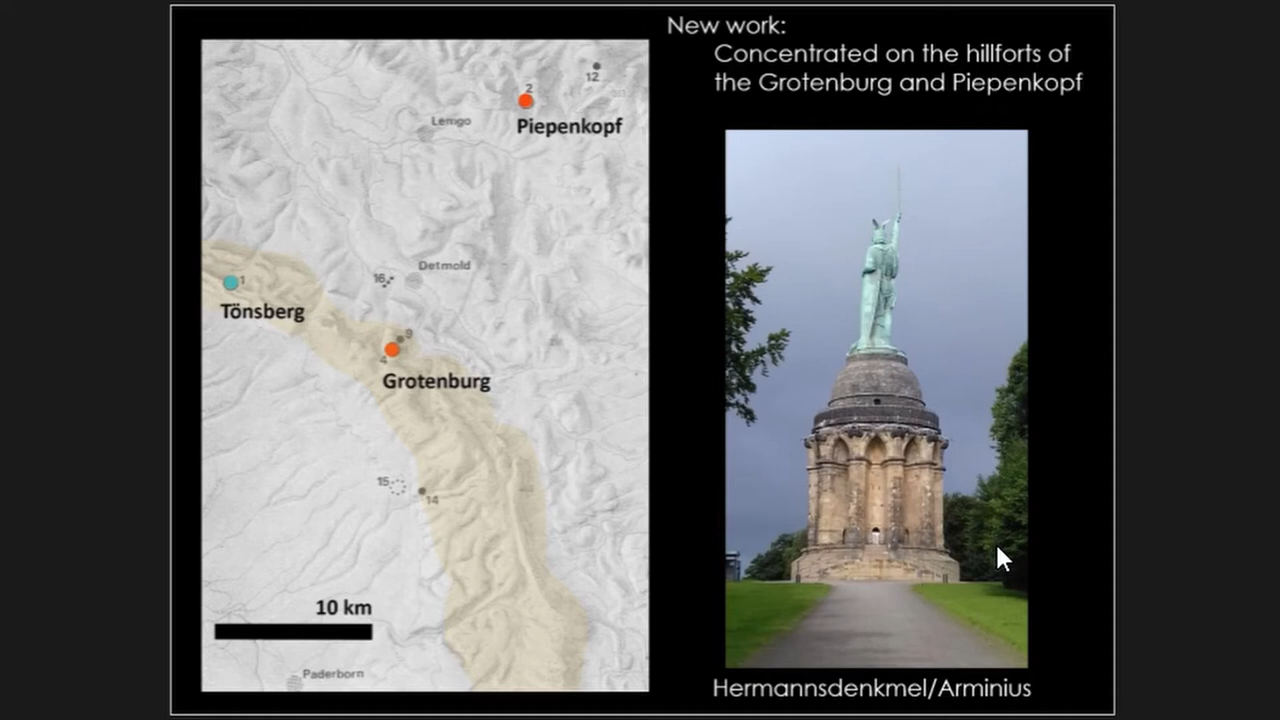 New work:
Concentrated on the hillforts of
the Grotenburg and Piepenkopf
12
2
Piepenkopf
Lemgo
16
Detmold
1
Tönsberg
9
4
Grotenburg
15
14
10 km
Paderborn
Hermannsdenkmel/Arminius